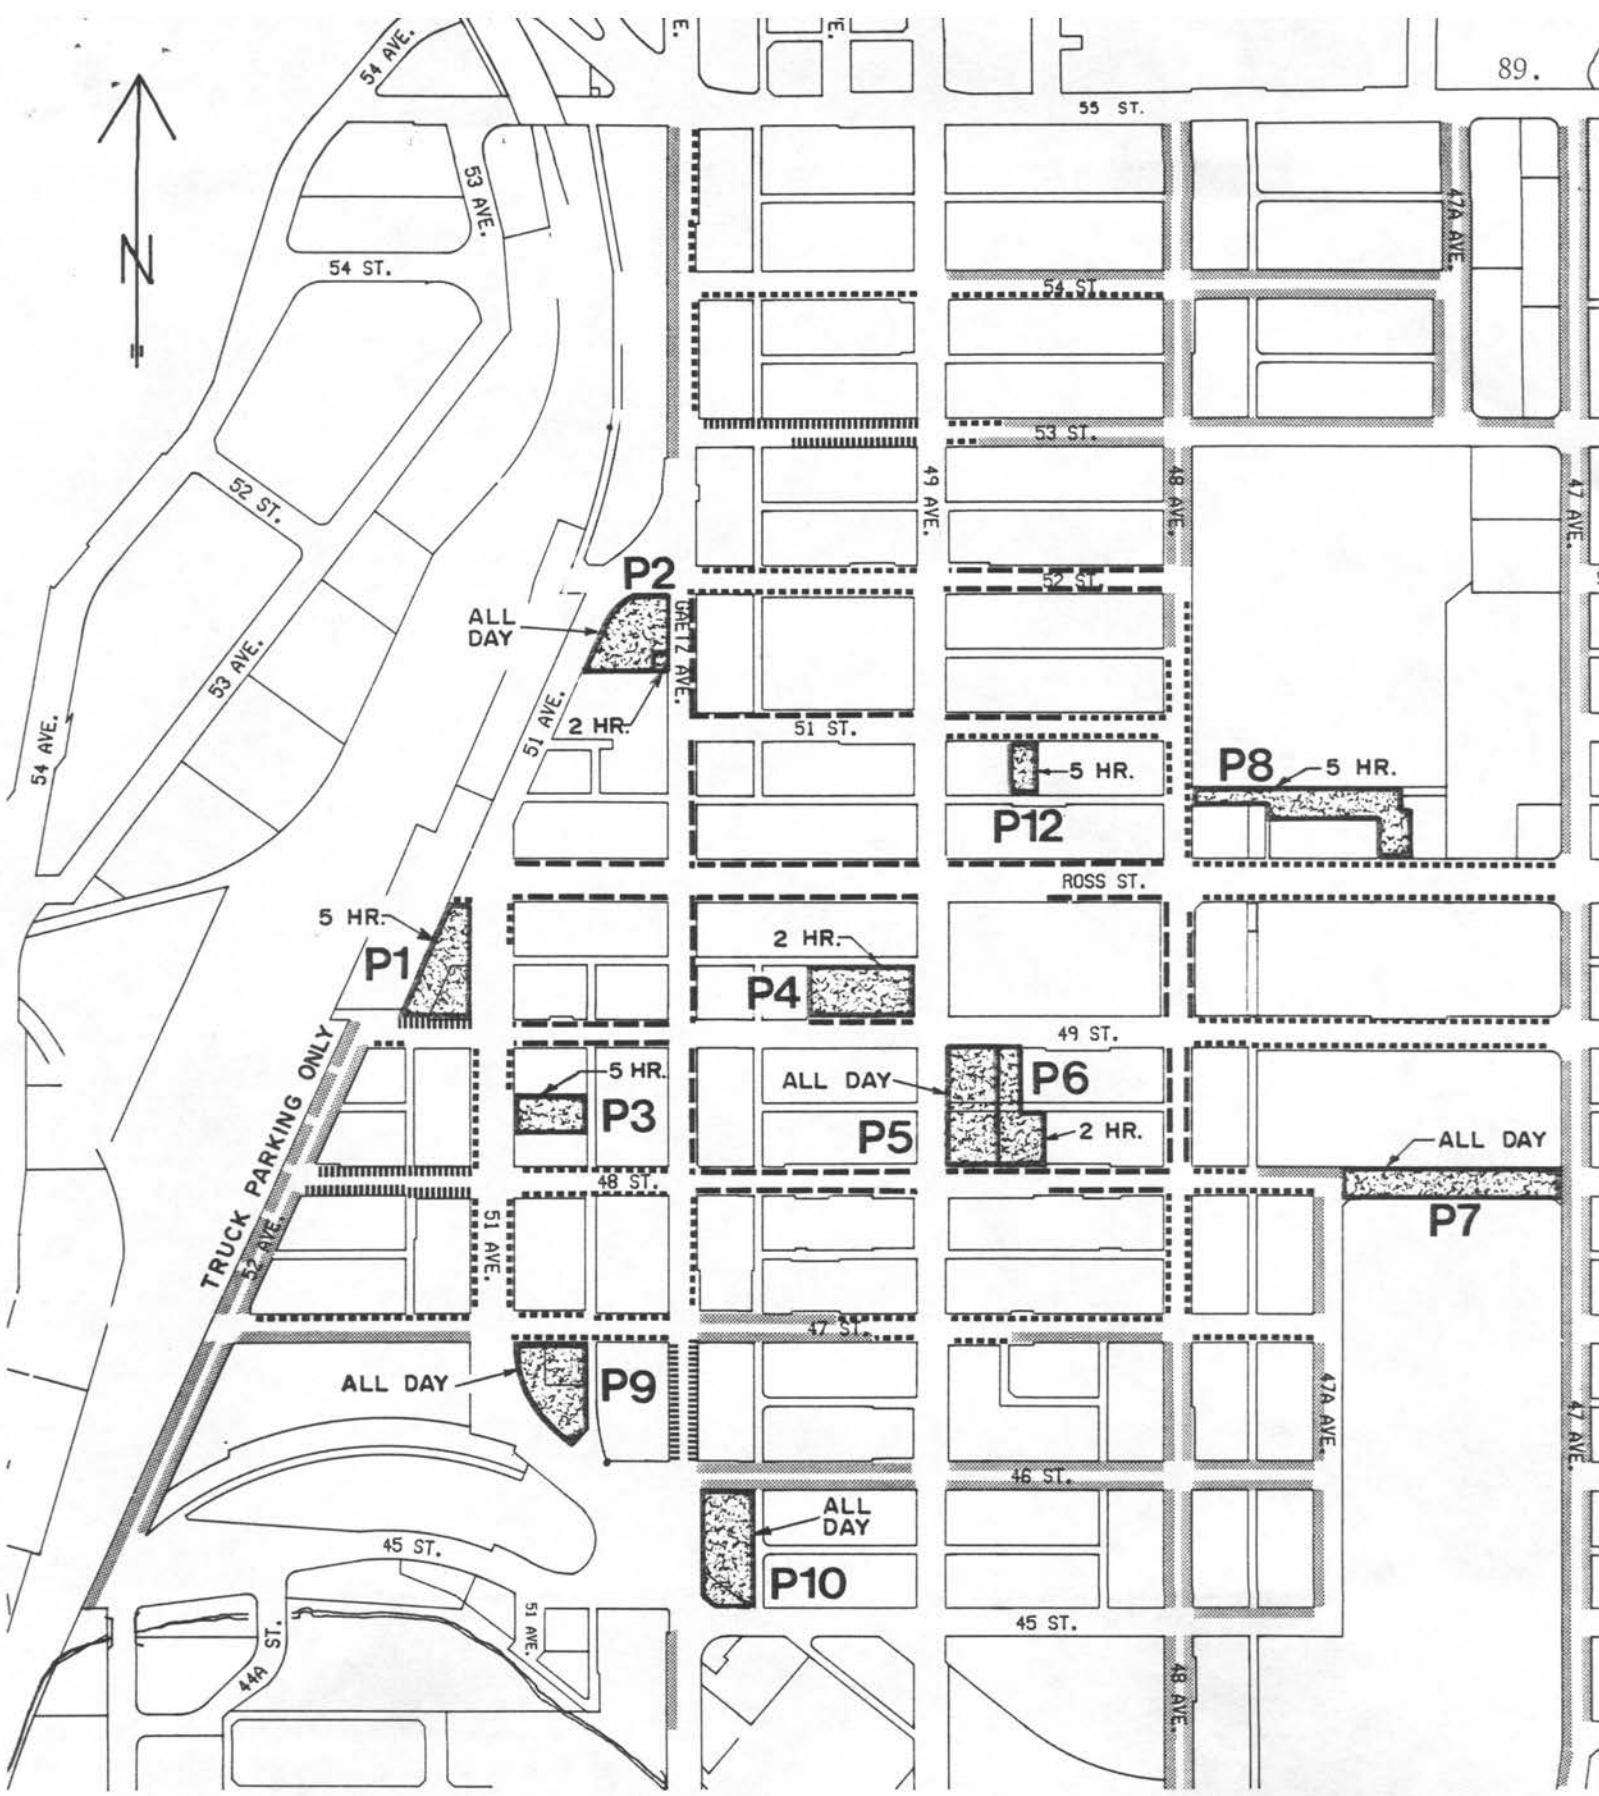 E.
E.
54 AVE.
89.
55 ST.
53 AVE.
47A AVE.
N
54 ST.
54 ST.
53 ST.
52 ST.
49 AVE.
48 AVE.
47 AVE.
P2
52 ST.
ALL
DAY
GAETZ AVE.
53 AVE.
2 HR.
51 AVE.
51 ST.
54 AVE.
5 HR.
P8
5 HR.
P12
ROSS ST.
5 HR.
P1
2 HR.
P4
49 ST.
TRUCK PARKING ONLY
5 HR.
P3
ALL DAY
P6
P5
2 HR.
ALL DAY
48 ST.
P7
51 AVE.
52 AVE.
47 ST.
ALL DAY
P9
47A AVE.
47 AVE.
46 ST.
ALL
DAY
45 ST.
P10
51 AVE.
45 ST.
44A ST.
48 AVE.